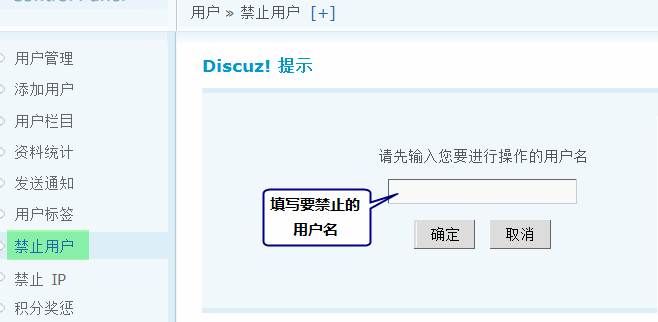 用户 » 禁止用户 [+]
用户管理
添加用户
用户栏目
资料统计
发送通知
用户标签
禁止用户
禁止 IP
积分奖惩
Discuz! 提示
请先输入您要进行操作的用户名
填写要禁止的
用户名
确定 取消